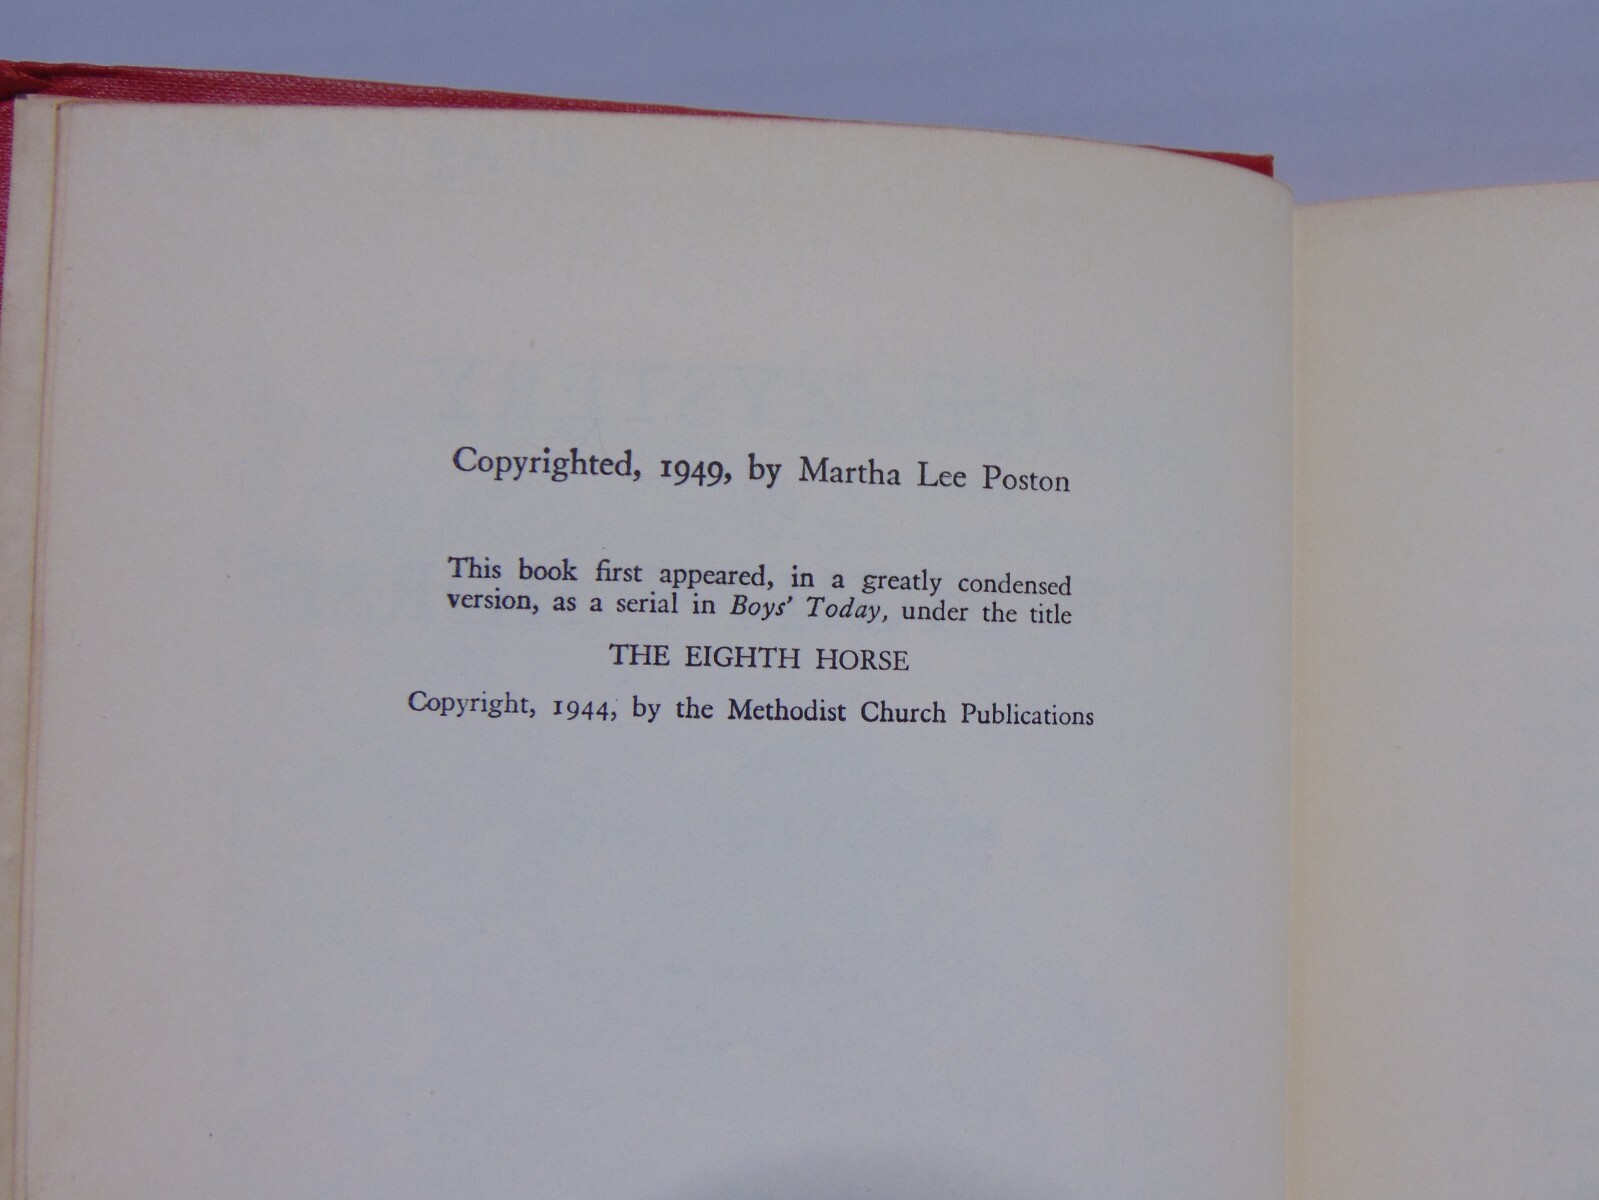 Copyrighted, 1949, by Martha Lee Poston
This book first appeared, in a greatly condensed
version, as a serial in Boys' Today, under the title
THE EIGHTH HORSE
Copyright, 1944, by the Methodist Church Publications